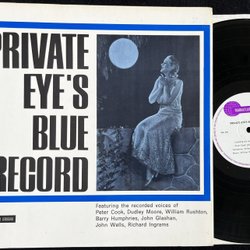 PRIVATE
EYE'S
BLUE
RECORD
Featuring the recorded voices of
Peter Cook, Dudley Moore, William Rushton,
Barry Humphries, John Glashan,
John Wells, Richard Ingrams